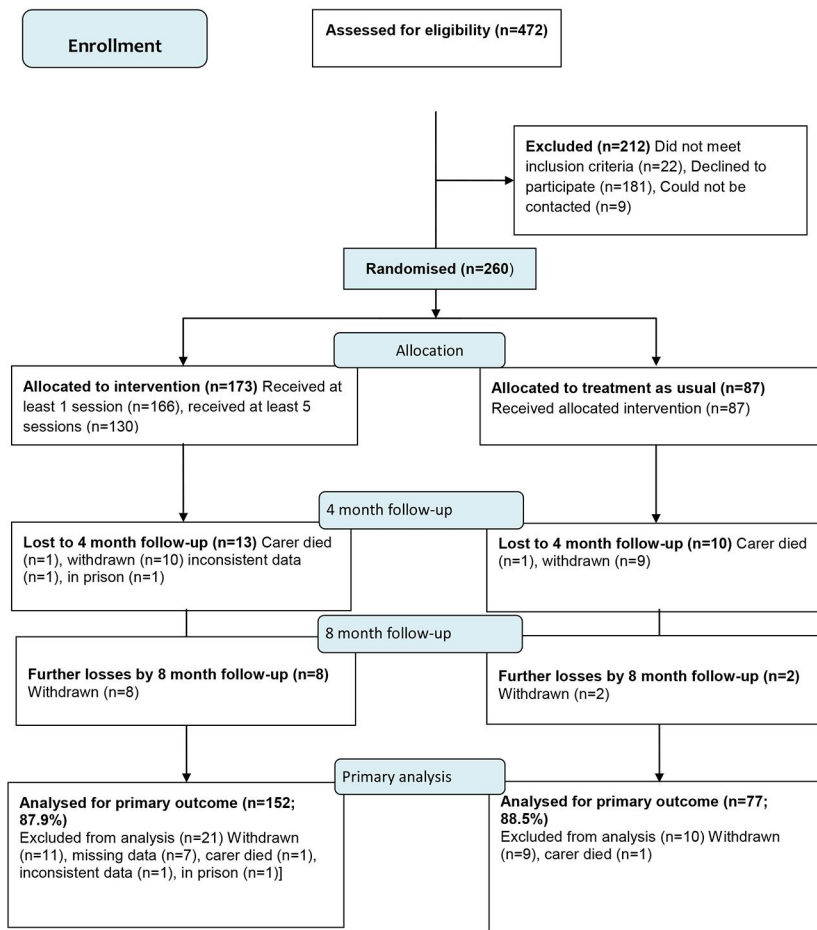 Enrollment
Assessed for eligibility (n=472)
Excluded (n=212) Did not meet
inclusion criteria (n=22), Declined to
participate (n=181), Could not be
contacted (n=9)
Randomised (n=260)
Allocation
Allocated to intervention (n=173) Received at
least 1 session (n=166), received at least 5
sessions (n=130)
Allocated to treatment as usual (n=87)
Received allocated intervention (n=87)
4 month follow-up
Lost to 4 month follow-up (n=13) Carer died
(n=1), withdrawn (n=10) inconsistent data
(n=1), in prison (n=1)
Lost to 4 month follow-up (n=10) Carer died
(n=1), withdrawn (n=9)
8 month follow-up
Further losses by 8 month follow-up (n=8)
Withdrawn (n=8)
Further losses by 8 month follow-up (n=2)
Withdrawn (n=2)
Primary analysis
Analysed for primary outcome (n=152;
87.9%)
Excluded from analysis (n=21) Withdrawn
(n=11), missing data (n=7), carer died (n=1),
inconsistent data (n=1), in prison (n=1)]
Analysed for primary outcome (n=77;
88.5%)
Excluded from analysis (n=10) Withdrawn
(n=9), carer died (n=1)